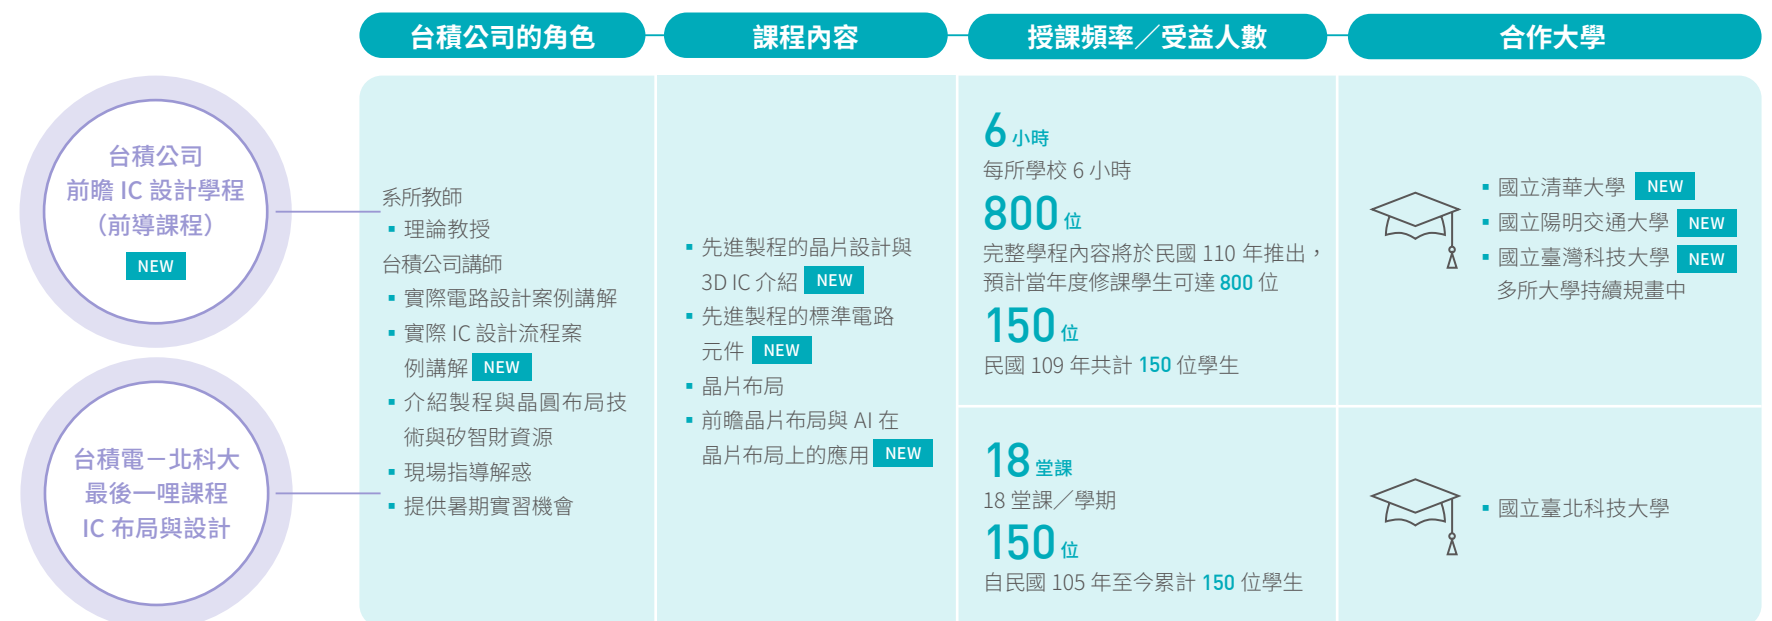 台積公司的角色
課程內容
授課頻率／受益人數
合作大學
台積公司
前瞻 IC 設計學程
（前導課程）
NEW
台積電－北科大
最後一哩課程
IC 布局與設計
系所教師
▪ 理論教授
台積公司講師
▪ 實際電路設計案例講解
▪ 實際 IC 設計流程案
例講解 NEW
▪ 介紹製程與晶圓布局技
術與矽智財資源
▪ 現場指導解惑
▪ 提供暑期實習機會
▪ 先進製程的晶片設計與
3D IC 介紹 NEW
▪ 先進製程的標準電路
元件 NEW
▪ 晶片布局
▪ 前瞻晶片布局與 AI 在
晶片布局上的應用 NEW
6 小時
每所學校 6 小時
800 位
完整學程內容將於民國 110 年推出，
預計當年度修課學生可達 800 位
150 位
民國 109 年共計 150 位學生
▪ 國立清華大學 NEW
▪ 國立陽明交通大學 NEW
▪ 國立臺灣科技大學 NEW
多所大學持續規畫中
18 堂課
18 堂課／學期
150 位
自民國 105 年至今累計 150 位學生
▪ 國立臺北科技大學